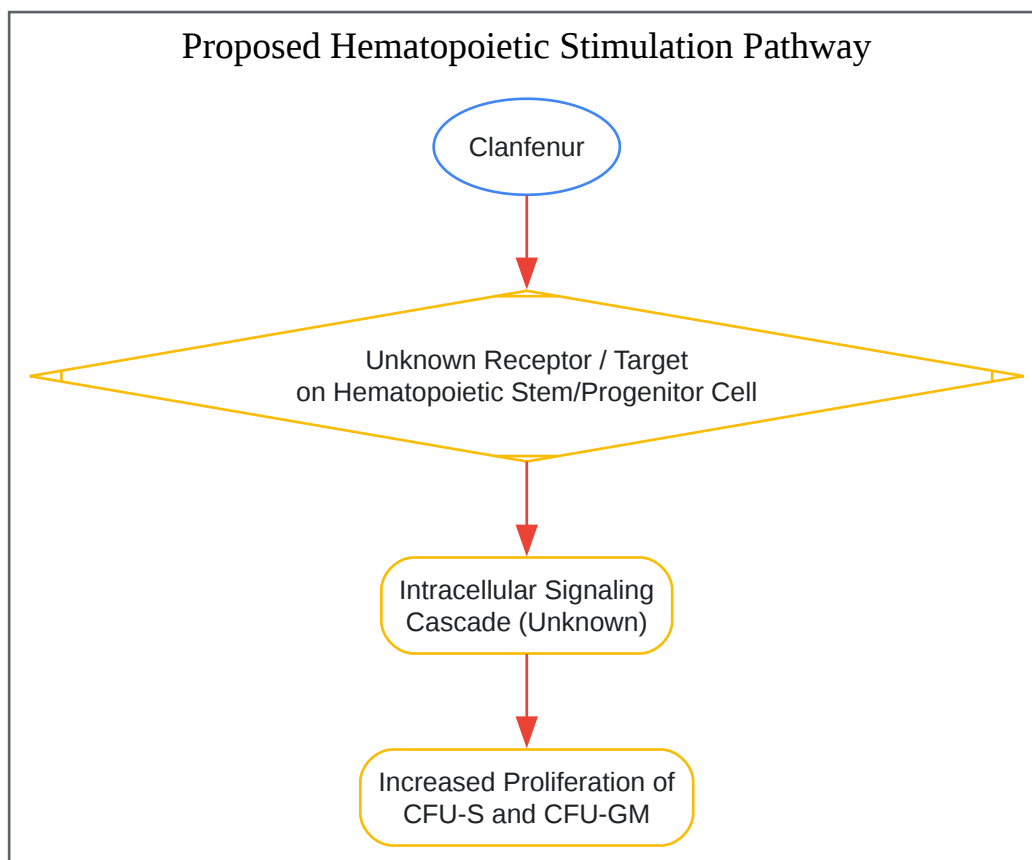 Proposed Hematopoietic Stimulation Pathway
Clanfenur
Unknown Receptor / Target
on Hematopoietic Stem/Progenitor Cell
Intracellular Signaling
Cascade (Unknown)
Increased Proliferation of
CFU-S and CFU-GM